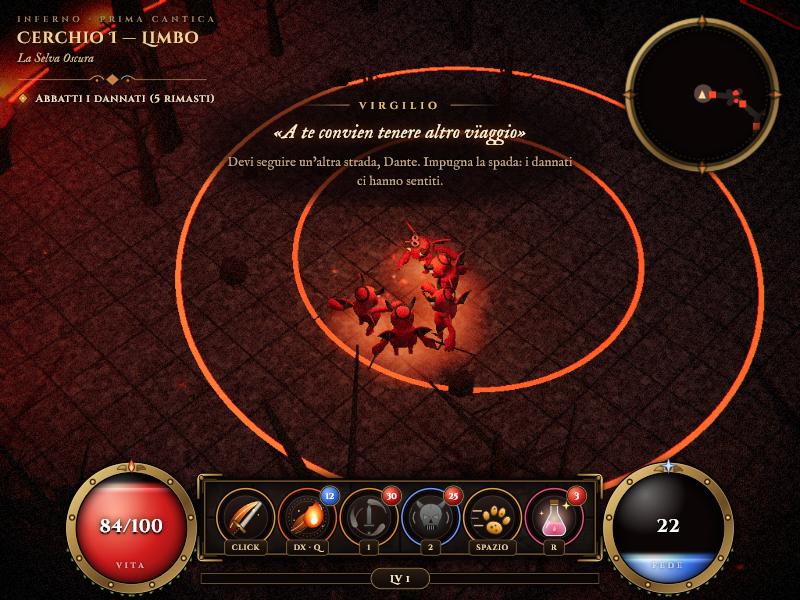 INFERNO · PRIMA CANTICA
CERCHIO I — LIMBO
La Selva Oscura
ABBATTI I DANNATI (5 RIMASTI)
VIRGILIO
«A te convien tenere altro vïaggio»
Devi seguire un'altra strada, Dante. Impugna la spada: i dannati
ci hanno sentiti.
-8
84/100
VITA
CLICK
12
DX · Q
30
1
25
2
SPAZIO
3
R
22
FEDE
LV 1